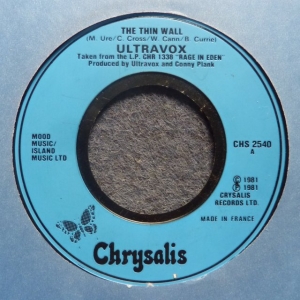 THE THIN WALL
(M. Ure/C. Cross/W. Cann/B. Currie)
ULTRAVOX
Taken from the L.P. CHR 1338 "RAGE IN EDEN"
Produced by Ultravox and Conny Plank
MOOD
MUSIC/
ISLAND
MUSIC LTD
CHS 2540
A
℗ 1981
© 1981
CRYSALIS
RECORDS LTD.
MADE IN FRANCE
Chrysalis